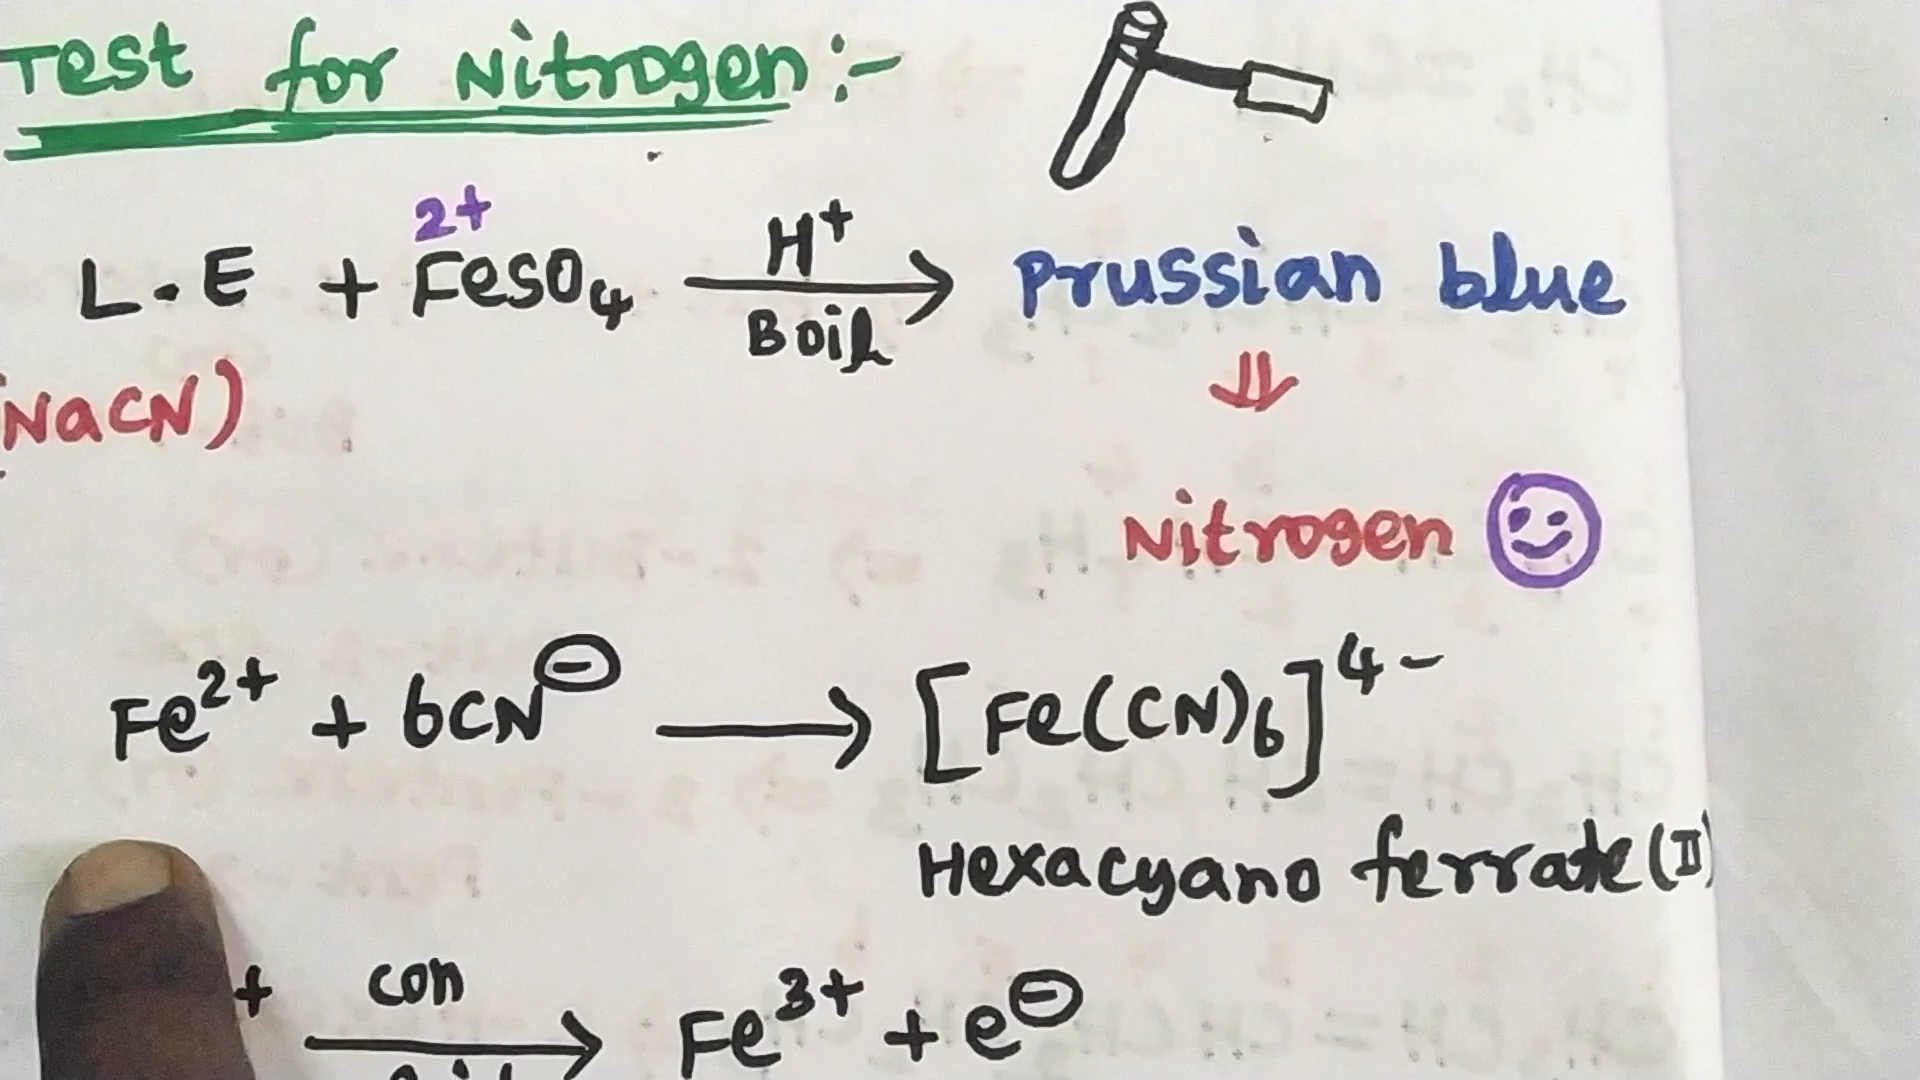 Test for Nitrogen:-
2+
L.E + FeSO4 H+ Boil → Prussian blue
NaCN) ⇓
Nitrogen
Fe2+ + 6CN⊖ → [Fe(CN)6]4-
Hexacyano ferrate (II)
+ con → Fe3+ + e⊖